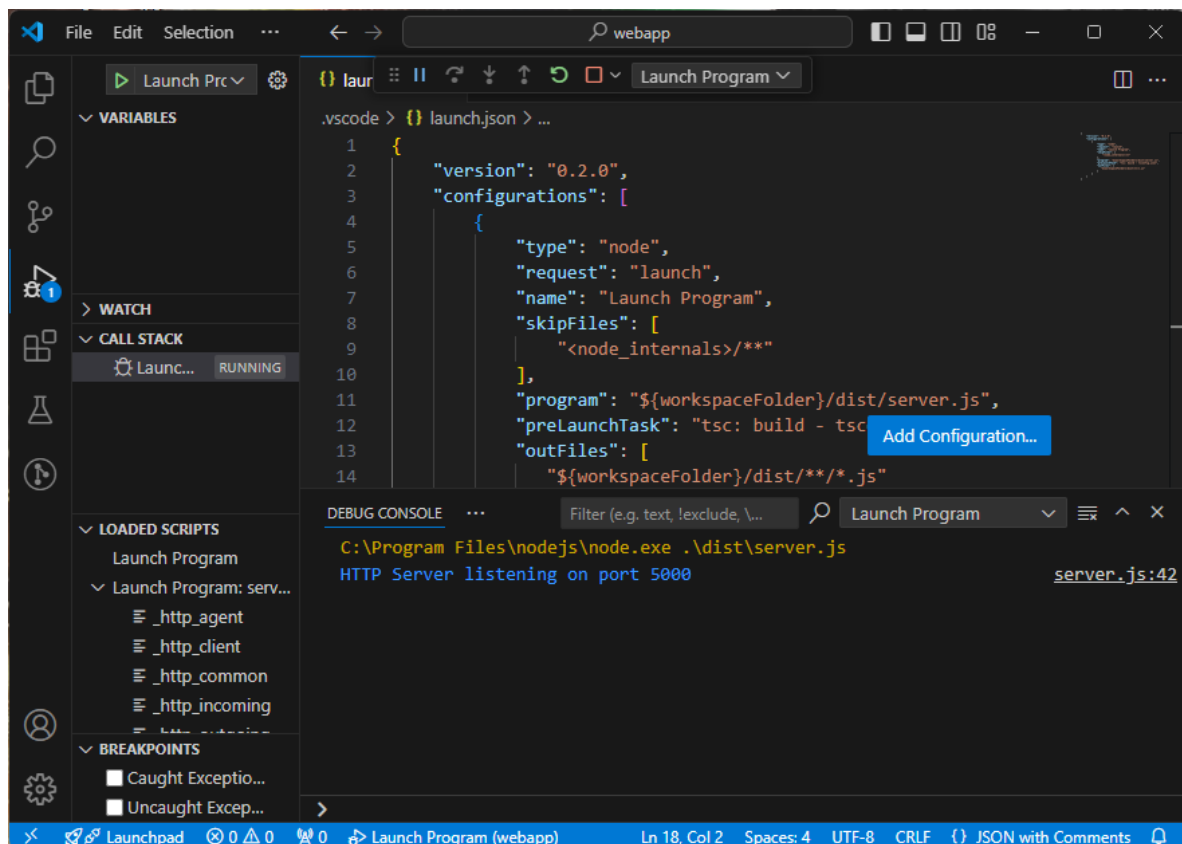 File Edit Selection ··· webapp
Launch Prc
{} laur
Launch Program
VARIABLES
.vscode > {} launch.json > ...
1 {
2 "version": "0.2.0",
3 "configurations": [
4 {
5 "type": "node",
6 "request": "launch",
7 "name": "Launch Program",
8 "skipFiles": [
9 "<node_internals>/**"
10 ],
11 "program": "${workspaceFolder}/dist/server.js",
12 "preLaunchTask": "tsc: build - tsc
13 "outFiles": [
14 "${workspaceFolder}/dist/**/*.js"
Add Configuration...
1
WATCH
CALL STACK
Launc... RUNNING
LOADED SCRIPTS
Launch Program
Launch Program: serv...
_http_agent
_http_client
_http_common
_http_incoming
BREAKPOINTS
Caught Exceptio...
Uncaught Excep...
DEBUG CONSOLE ··· Filter (e.g. text, !exclude, \... Launch Program
C:\Program Files\nodejs\node.exe .\dist\server.js
HTTP Server listening on port 5000 server.js:42
>
Launchpad 0 0 0 Launch Program (webapp) Ln 18, Col 2 Spaces: 4 UTF-8 CRLF {} JSON with Comments